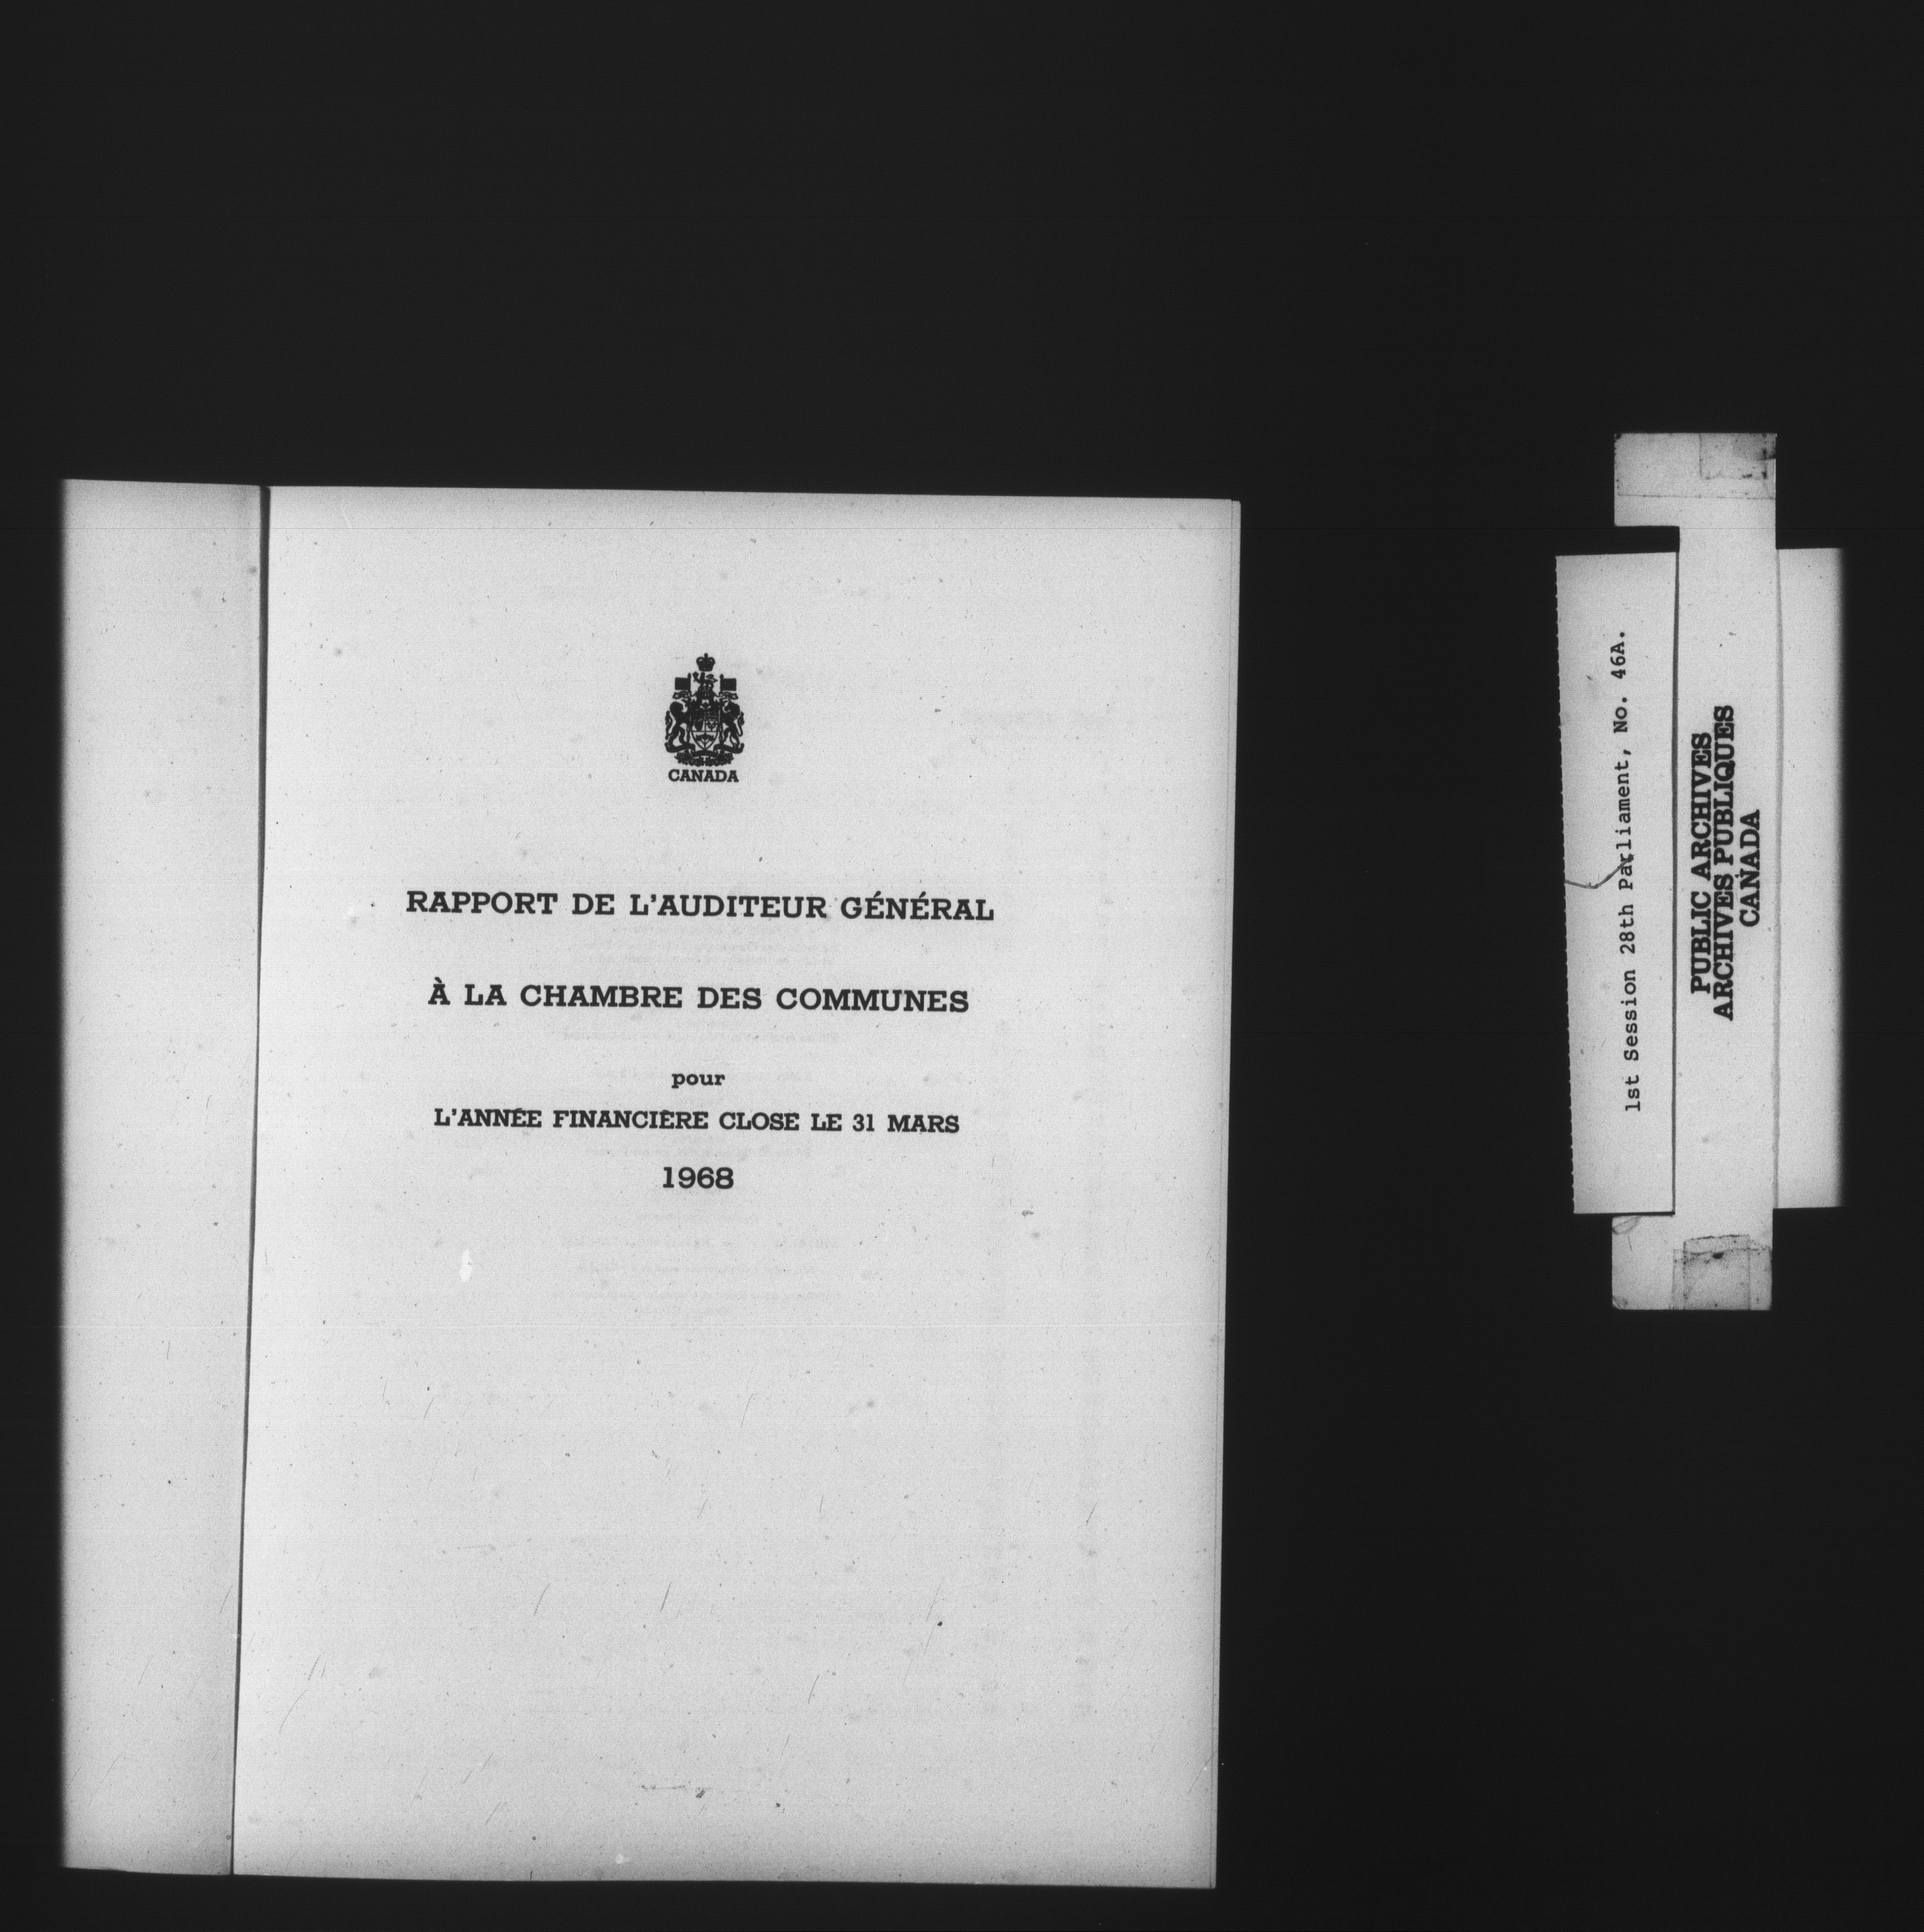 CANADA
RAPPORT DE L'AUDITEUR GÉNÉRAL
À LA CHAMBRE DES COMMUNES
pour
L'ANNÉE FINANCIÈRE CLOSE LE 31 MARS
1968
1st Session 28th Parliament, No. 46A.
PUBLIC ARCHIVES
ARCHIVES PUBLIQUES
CANADA